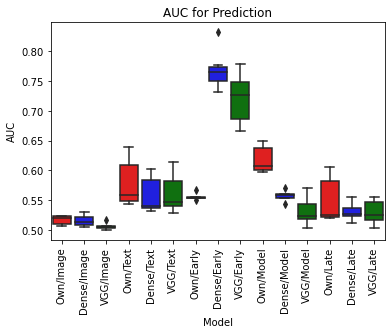 AUC for Prediction
AUC
0.80
0.75
0.70
0.65
0.60
0.55
0.50
Own/Image
Dense/Image
VGG/Image
Own/Text
Dense/Text
VGG/Text
Own/Early
Dense/Early
VGG/Early
Own/Model
Dense/Model
VGG/Model
Own/Late
Dense/Late
VGG/Late
Model